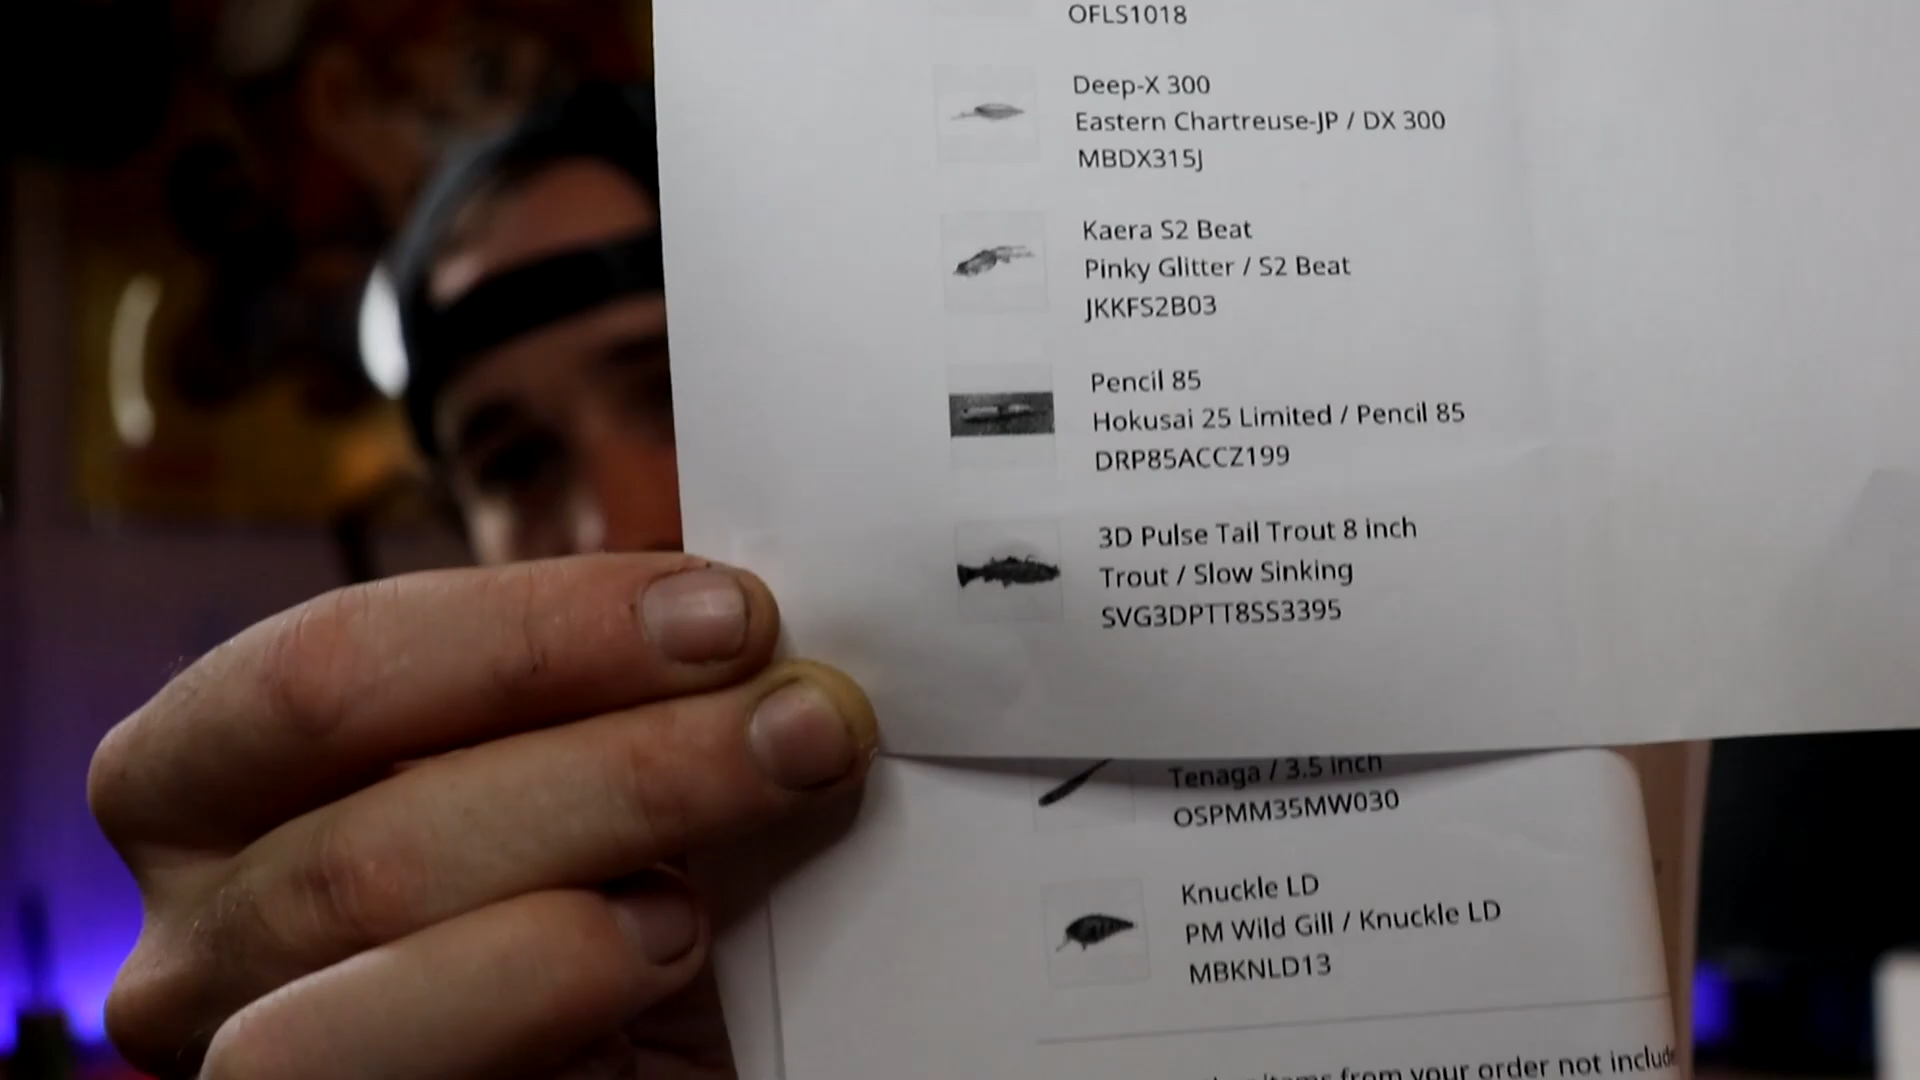 OFLS1018
Deep-X 300
Eastern Chartreuse-JP / DX 300
MBDX315J
Kaera S2 Beat
Pinky Glitter / S2 Beat
JKKFS2B03
Pencil 85
Hokusai 25 Limited / Pencil 85
DRP85ACCZ199
3D Pulse Tail Trout 8 inch
Trout / Slow Sinking
SVG3DPTT8SS3395
Tenaga / 3.5 inch
OSPMM35MW030
Knuckle LD
PM Wild Gill / Knuckle LD
MBKNLD13
items from your order not include